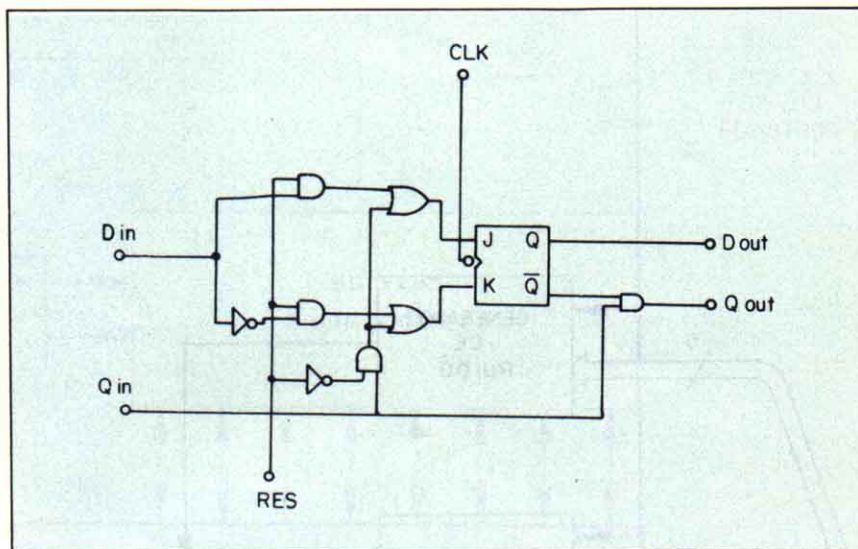 CLK
D in
J Q
D out
K Q̅
Q out
Q in
RES